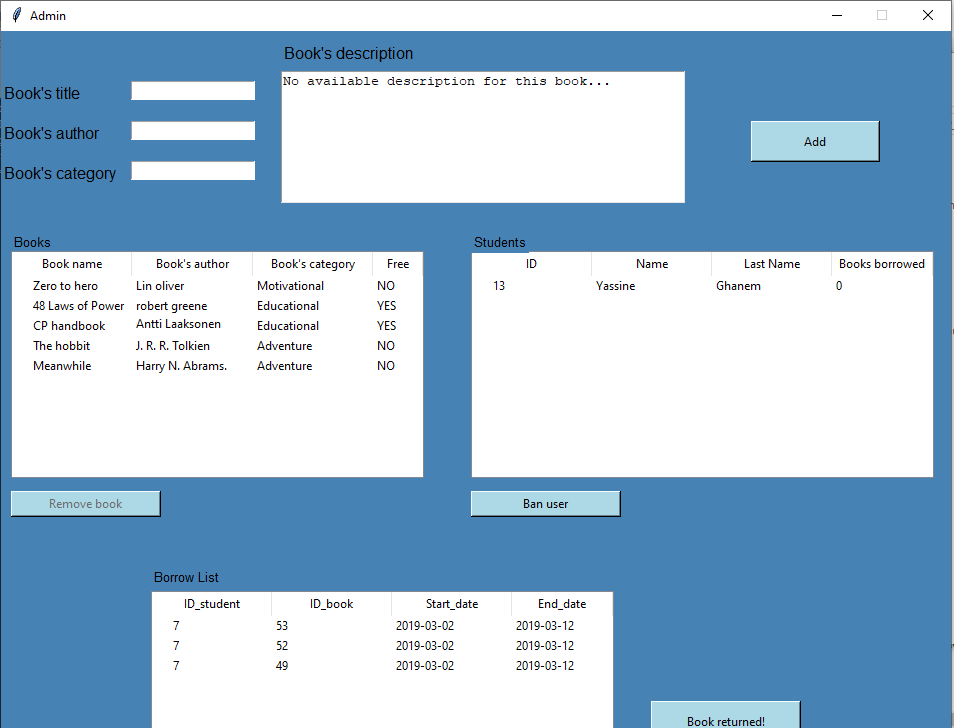 Admin
Book's description
No available description for this book...
Book's title
Book's author
Book's category
Add
Books
Book name Book's author Book's category Free
Zero to hero Lin oliver Motivational NO
48 Laws of Power robert greene Educational YES
CP handbook Antti Laaksonen Educational YES
The hobbit J. R. R. Tolkien Adventure NO
Meanwhile Harry N. Abrams. Adventure NO
Remove book
Students
ID Name Last Name Books borrowed
13 Yassine Ghanem 0
Ban user
Borrow List
ID_student ID_book Start_date End_date
7 53 2019-03-02 2019-03-12
7 52 2019-03-02 2019-03-12
7 49 2019-03-02 2019-03-12
Book returned!